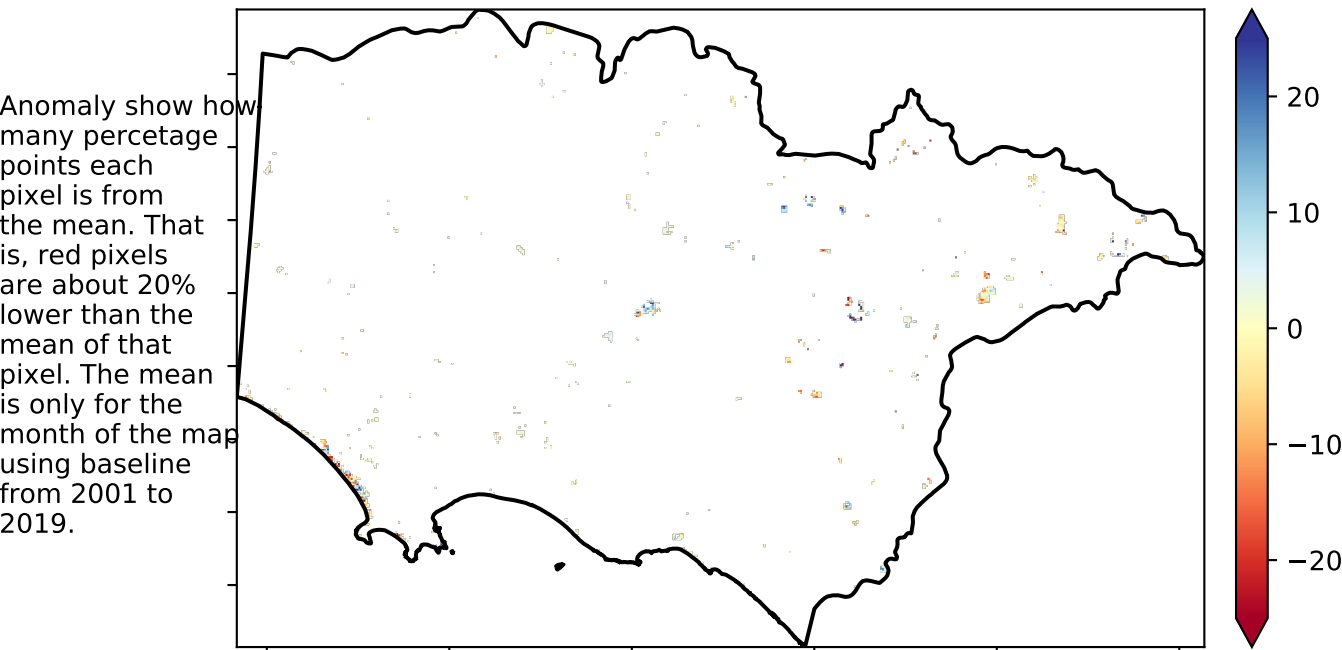 Anomaly show how
many percetage
points each
pixel is from
the mean. That
is, red pixels
are about 20%
lower than the
mean of that
pixel. The mean
is only for the
month of the map
using baseline
from 2001 to
2019.
20
10
0
−10
−20